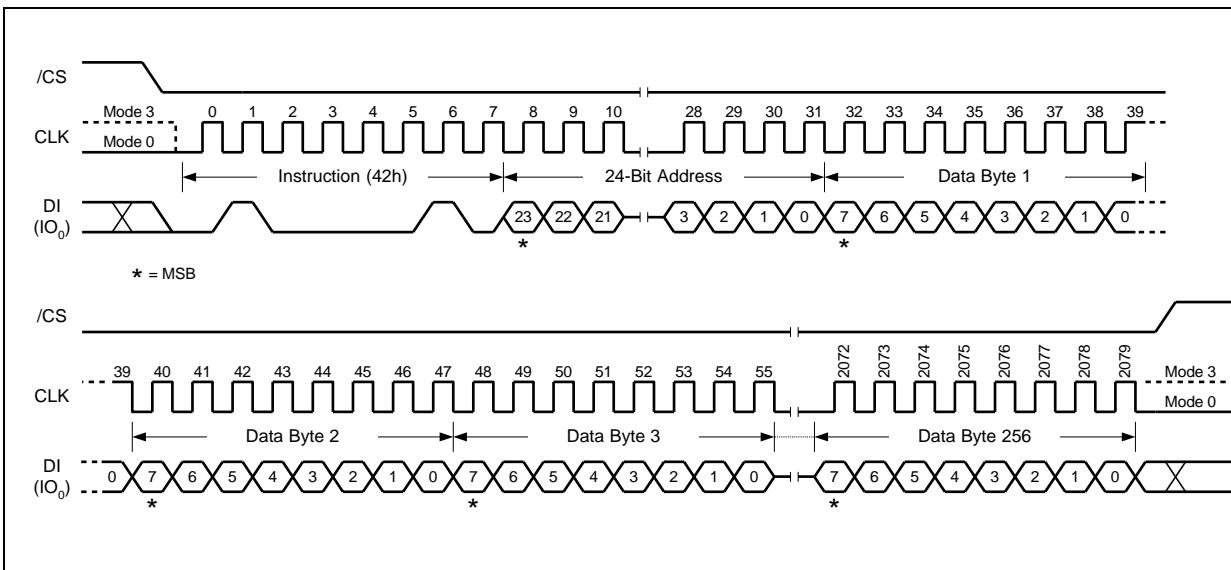 /CS
Mode 3
0 1 2 3 4 5 6 7 8 9 10 28 29 30 31 32 33 34 35 36 37 38 39
CLK
Mode 0
Instruction (42h) 24-Bit Address Data Byte 1
DI
(IO0)
23 22 21 3 2 1 0 7 6 5 4 3 2 1 0
* *
* = MSB
/CS
39 40 41 42 43 44 45 46 47 48 49 50 51 52 53 54 55 2072 2073 2074 2075 2076 2077 2078 2079
Mode 3
CLK
Mode 0
Data Byte 2 Data Byte 3 Data Byte 256
DI
(IO0)
0 7 6 5 4 3 2 1 0 7 6 5 4 3 2 1 0 7 6 5 4 3 2 1 0
* * *